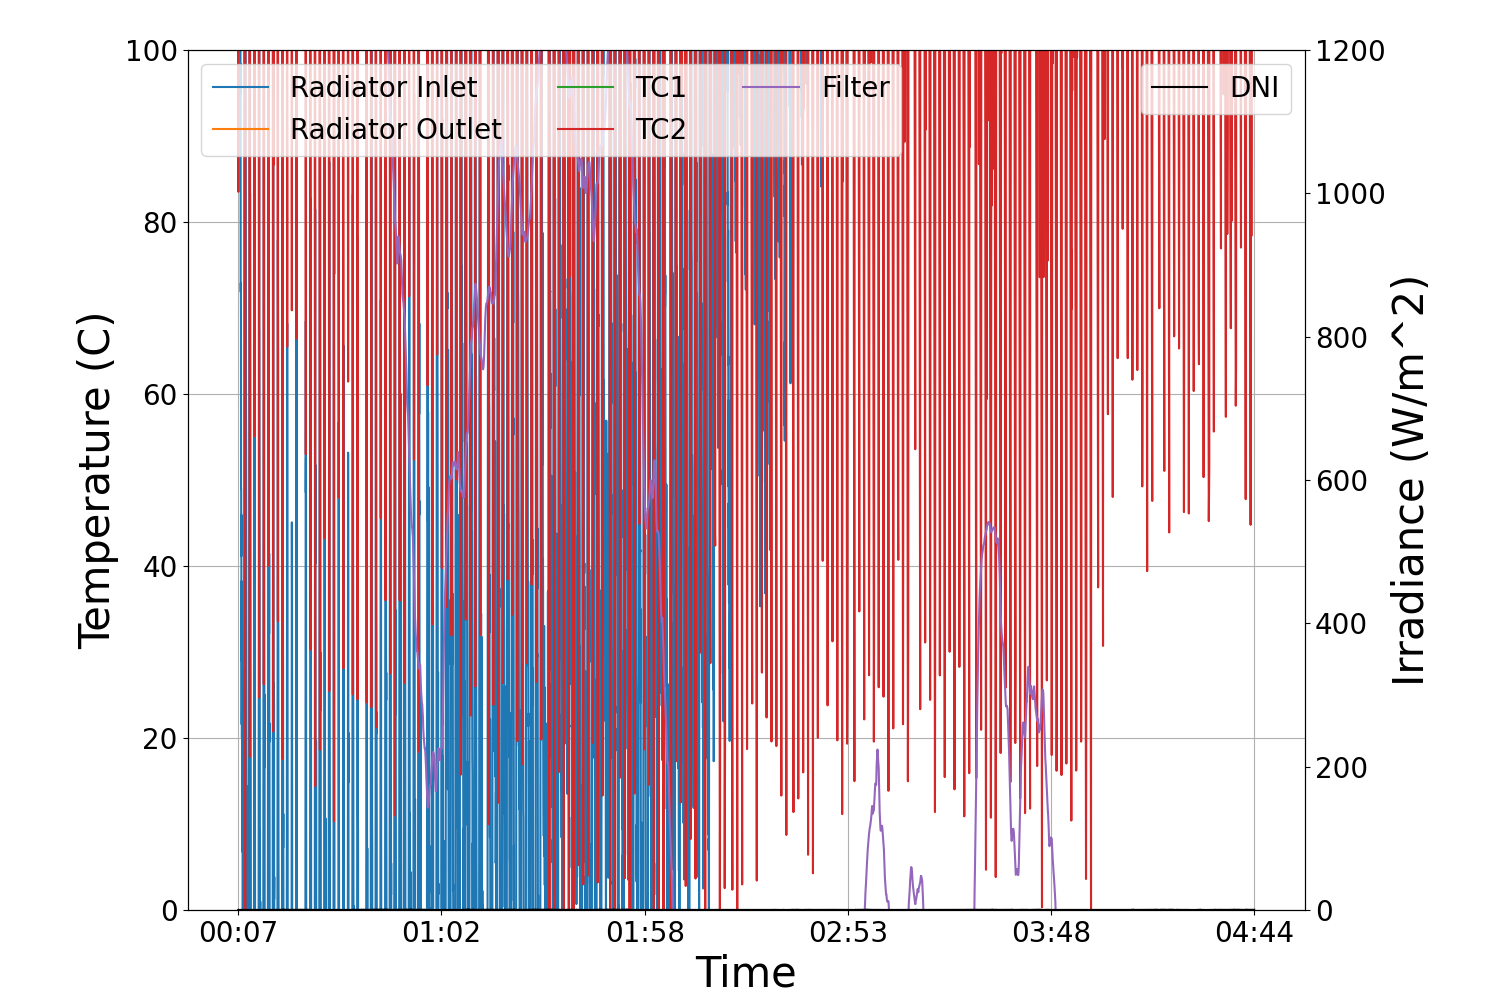 Radiator Inlet
Radiator Outlet
TC1
TC2
Filter
DNI
100
80
60
40
20
0
Temperature (C)
1200
1000
800
600
400
200
0
Irradiance (W/m^2)
00:07 01:02 01:58 02:53 03:48 04:44
Time